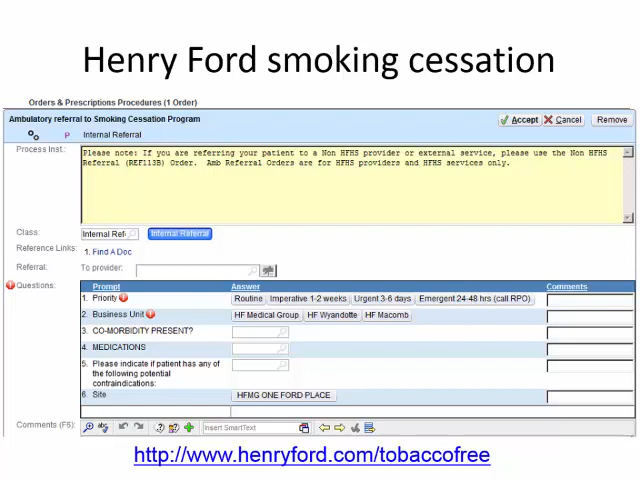 Henry Ford smoking cessation
Orders & Prescriptions Procedures (1 Order)
Ambulatory referral to Smoking Cessation Program
Accept Cancel Remove
P Internal Referral
Process Inst.:
Please note: If you are referring your patient to a Non HFHS provider or external service, please use the Non HFHS
Referral (REF113B) Order. Amb Referral Orders are for HFHS providers and HFHS services only.
Class: Internal Ref Internal Referral
Reference Links: 1. Find A Doc
Referral: To provider:
Questions: Prompt Answer Comments
1. Priority Routine Imperative 1-2 weeks Urgent 3-6 days Emergent 24-48 hrs (call RPO)
2. Business Unit HF Medical Group HF Wyandotte HF Macomb
3. CO-MORBIDITY PRESENT?
4. MEDICATIONS
5. Please indicate if patient has any of
the following potential
contraindications:
6. Site HFMG ONE FORD PLACE
Comments (F6): Insert SmartText
http://www.henryford.com/tobaccofree